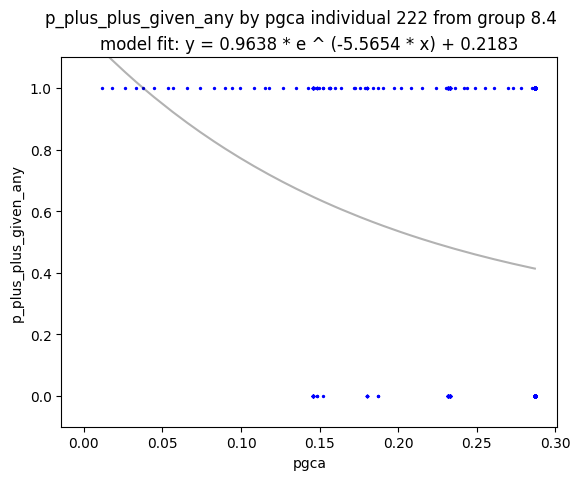 p_plus_plus_given_any by pgca individual 222 from group 8.4
model fit: y = 0.9638 * e ^ (-5.5654 * x) + 0.2183
1.0
0.8
0.6
0.4
0.2
0.0
p_plus_plus_given_any
0.00 0.05 0.10 0.15 0.20 0.25 0.30
pgca